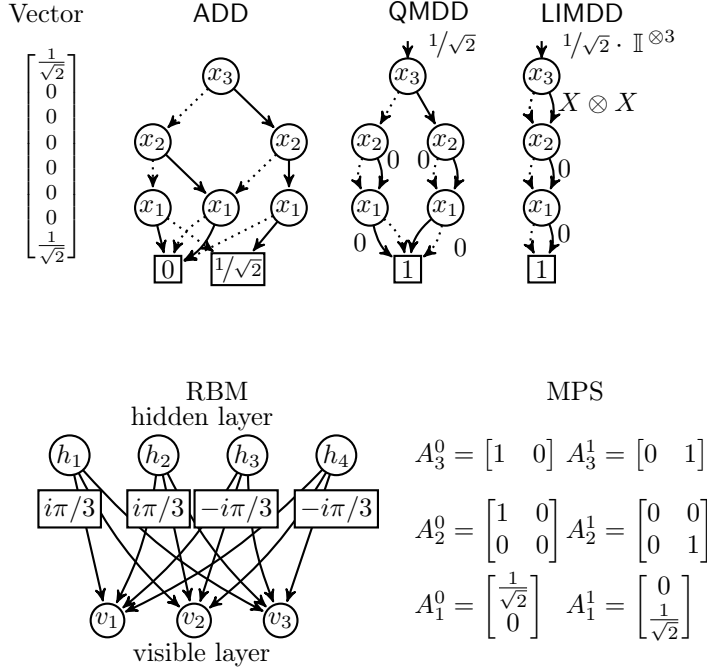 Vector ADD QMDD LIMDD
1/√2 1/√2 · 𝕀⊗3
1/√2
0
0
0
0
0
0
1/√2
x3 x3 x3
X ⊗ X
x2 x2 x2 0 0 x2 x2 0
x1 x1 x1 x1 x1 x1
0 0 0
0 1/√2 1 1
RBM MPS
hidden layer
h1 h2 h3 h4
A_3^0 = [1 0] A_3^1 = [0 1]
iπ/3 iπ/3 −iπ/3 −iπ/3
A_2^0 = [1 0; 0 0] A_2^1 = [0 0; 0 1]
v1 v2 v3
A_1^0 = [1/√2; 0] A_1^1 = [0; 1/√2]
visible layer